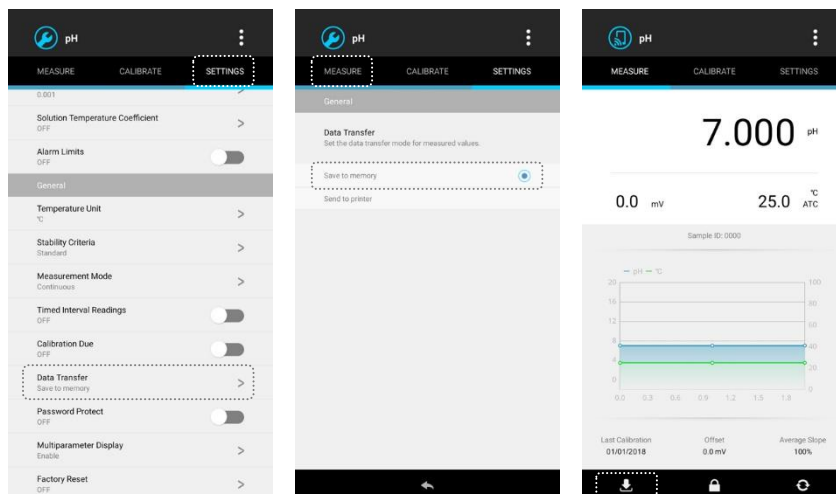 pH
MEASURE CALIBRATE SETTINGS
0.001
Solution Temperature Coefficient
OFF
Alarm Limits
OFF
General
Temperature Unit
°C
Stability Criteria
Standard
Measurement Mode
Continuous
Timed Interval Readings
OFF
Calibration Due
OFF
Data Transfer
Save to memory
Password Protect
OFF
Multiparameter Display
Enable
Factory Reset
OFF
pH
MEASURE CALIBRATE SETTINGS
General
Data Transfer
Set the data transfer mode for measured values.
Save to memory
Send to printer
pH
MEASURE CALIBRATE SETTINGS
7.000 pH
0.0 mV 25.0 °C ATC
Sample ID: 0000
pH °C
20 100
16 80
12 60
8 40
4 20
0 0
0.0 0.3 0.6 0.9 1.2 1.5 1.8
Last Calibration Offset Average Slope
01/01/2018 0.0 mV 100%